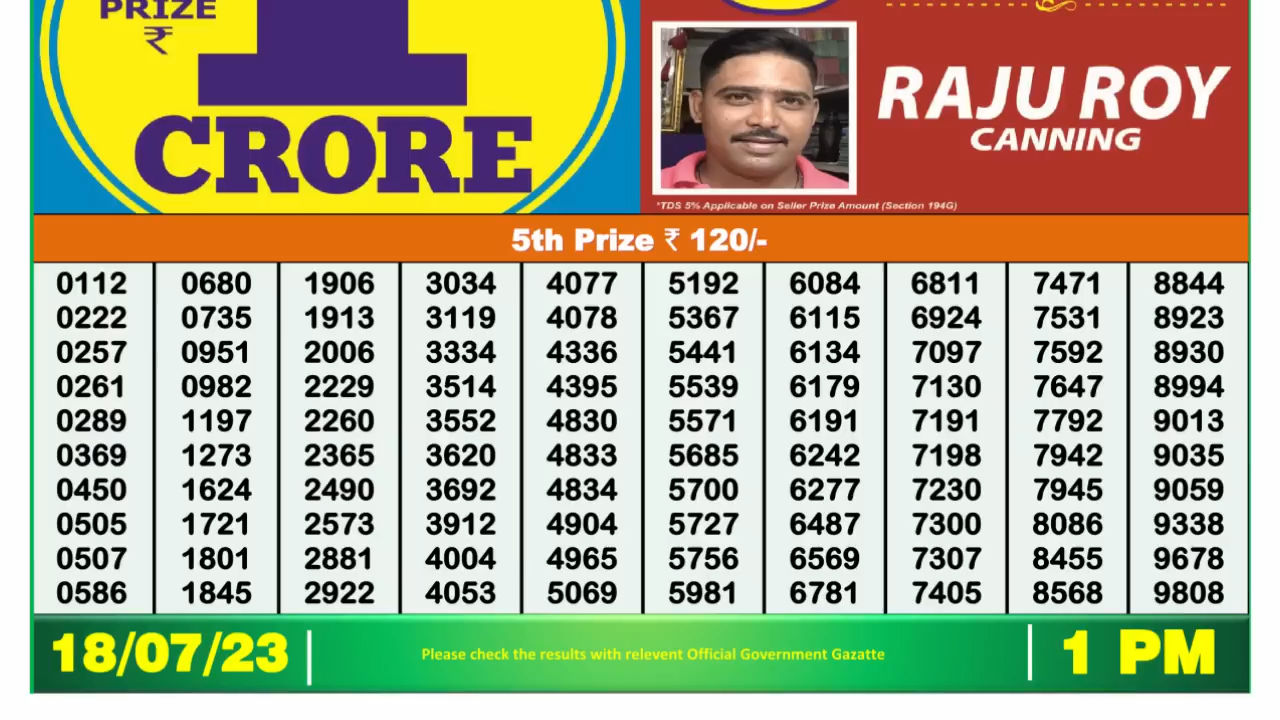 PRIZE
₹
1
CRORE
RAJU ROY
CANNING
*TDS 5% Applicable on Seller Prize Amount (Section 194G)
5th Prize ₹ 120/-
0112 0680 1906 3034 4077 5192 6084 6811 7471 8844
0222 0735 1913 3119 4078 5367 6115 6924 7531 8923
0257 0951 2006 3334 4336 5441 6134 7097 7592 8930
0261 0982 2229 3514 4395 5539 6179 7130 7647 8994
0289 1197 2260 3552 4830 5571 6191 7191 7792 9013
0369 1273 2365 3620 4833 5685 6242 7198 7942 9035
0450 1624 2490 3692 4834 5700 6277 7230 7945 9059
0505 1721 2573 3912 4904 5727 6487 7300 8086 9338
0507 1801 2881 4004 4965 5756 6569 7307 8455 9678
0586 1845 2922 4053 5069 5981 6781 7405 8568 9808
18/07/23
Please check the results with relevent Official Government Gazatte
1 PM